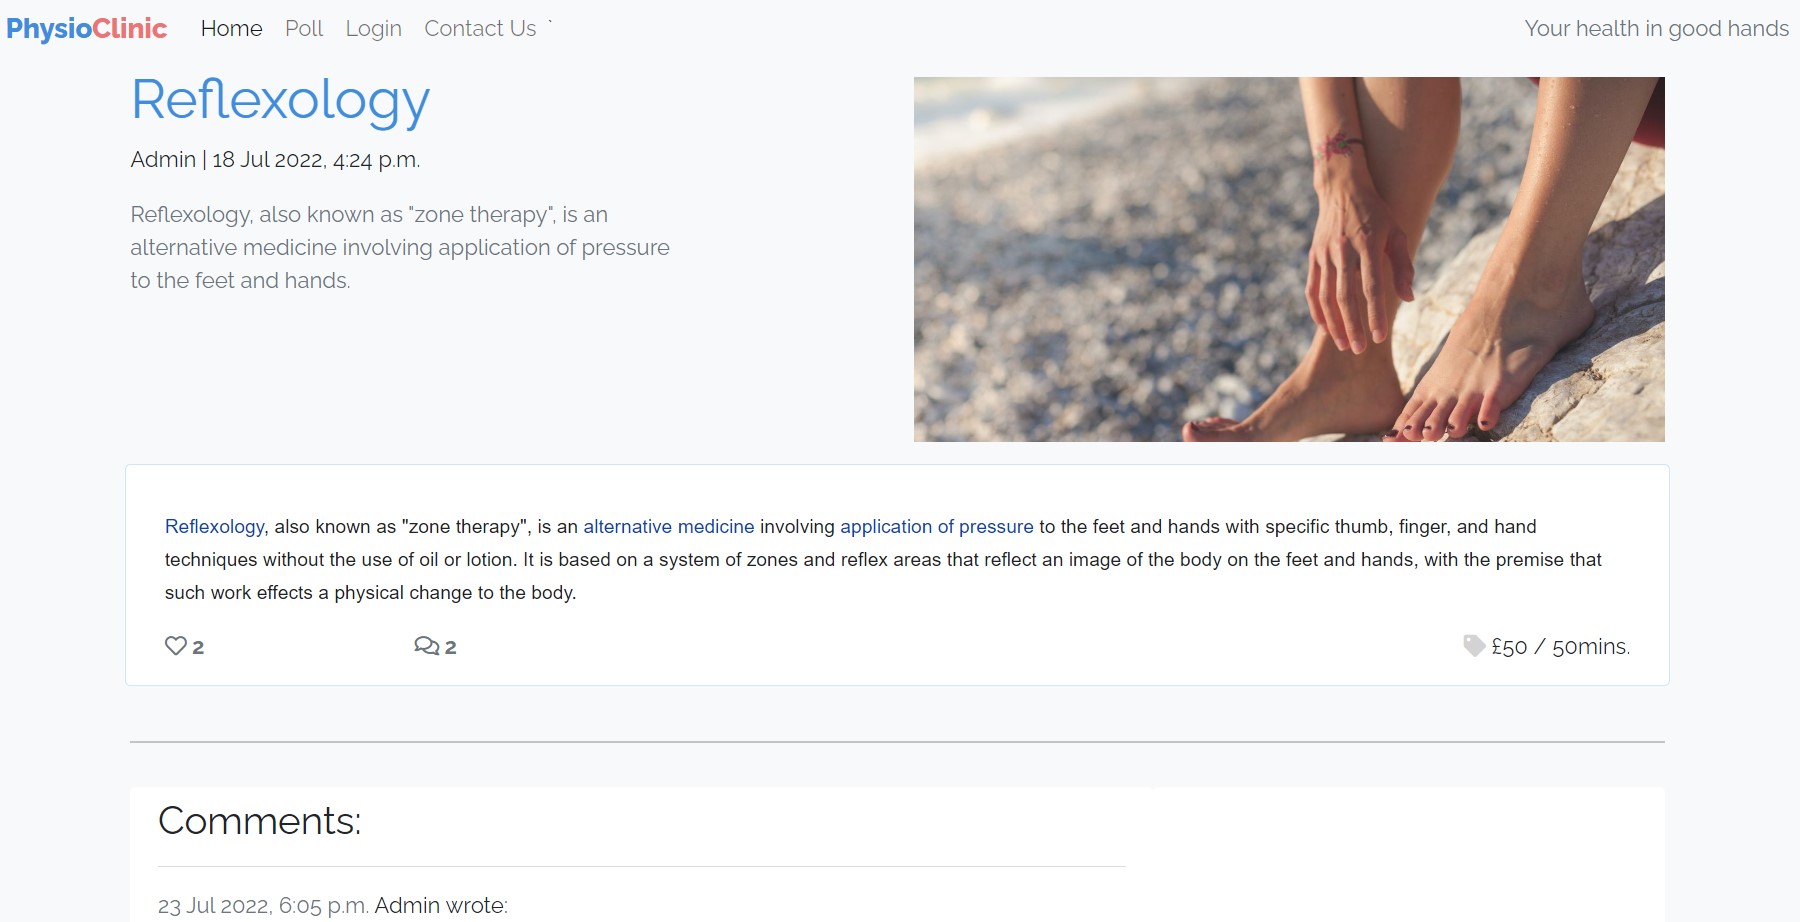 PhysioClinic Home Poll Login Contact Us ` Your health in good hands
Reflexology
Admin | 18 Jul 2022, 4:24 p.m.
Reflexology, also known as "zone therapy", is an
alternative medicine involving application of pressure
to the feet and hands.
Reflexology, also known as "zone therapy", is an alternative medicine involving application of pressure to the feet and hands with specific thumb, finger, and hand
techniques without the use of oil or lotion. It is based on a system of zones and reflex areas that reflect an image of the body on the feet and hands, with the premise that
such work effects a physical change to the body.
2 2 £50 / 50mins.
Comments:
23 Jul 2022, 6:05 p.m. Admin wrote: